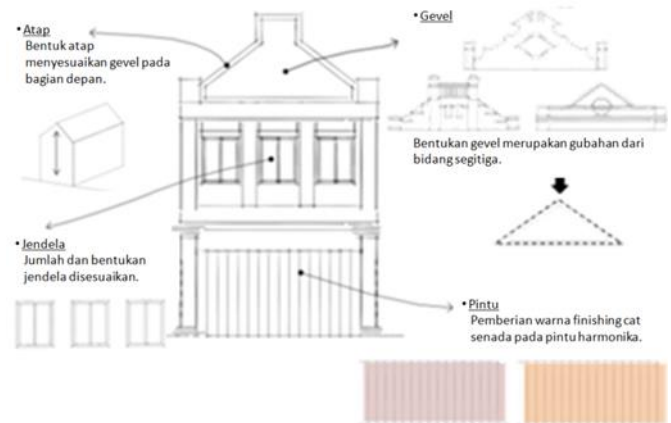 • Atap
Bentuk atap
menyesuaikan gevel pada
bagian depan.
• Gevel
Bentukan gevel merupakan gubahan dari
bidang segitiga.
• Jendela
Jumlah dan bentukan
jendela disesuaikan.
• Pintu
Pemberian warna finishing cat
senada pada pintu harmonika.